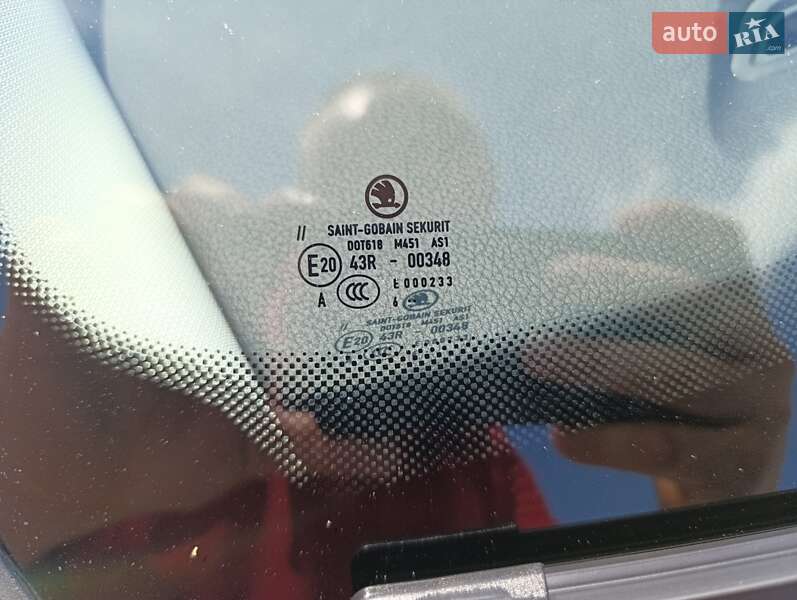 auto RIA .com
// SAINT-GOBAIN SEKURIT
DOT618 M451 AS1
E20 43R - 00348
A CCC E000233
6
// SAINT-GOBAIN SEKURIT
DOT618 M451 AS1
E20 43R 00348